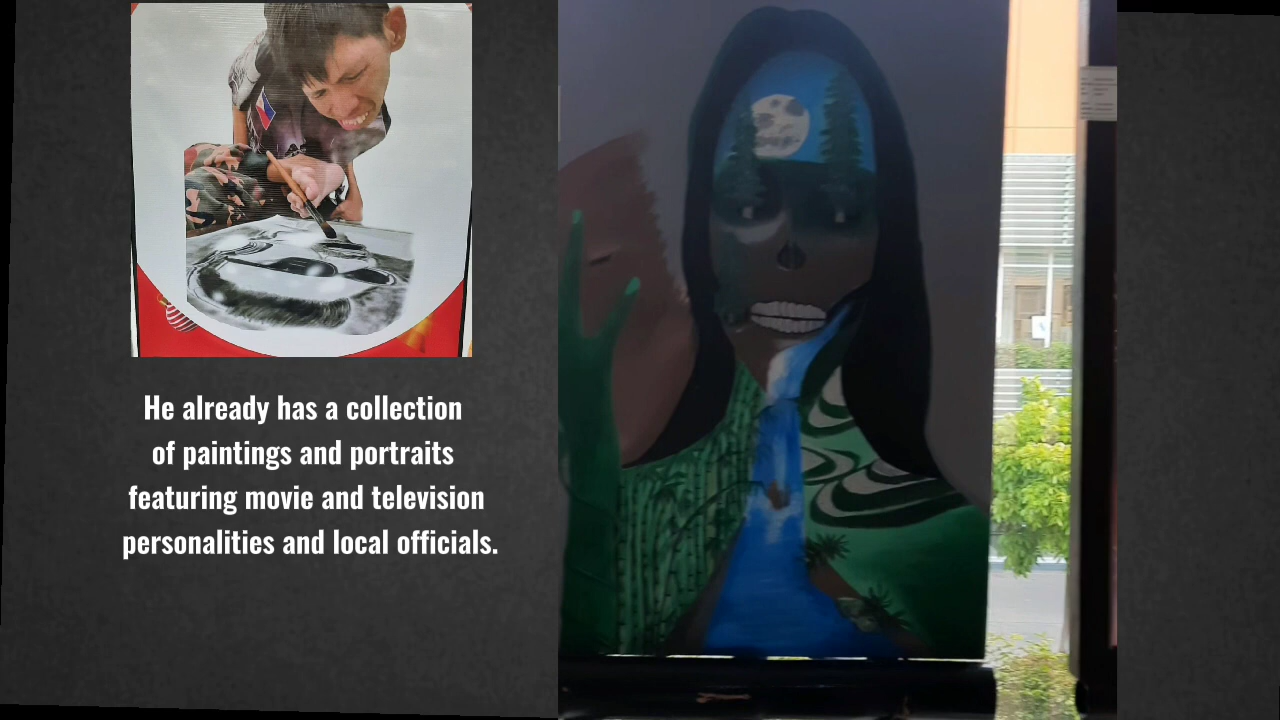 He already has a collection
of paintings and portraits
featuring movie and television
personalities and local officials.